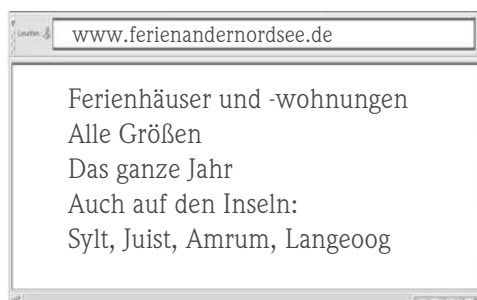 www.ferienandernordsee.de
Ferienhäuser und -wohnungen
Alle Größen
Das ganze Jahr
Auch auf den Inseln:
Sylt, Juist, Amrum, Langeoog